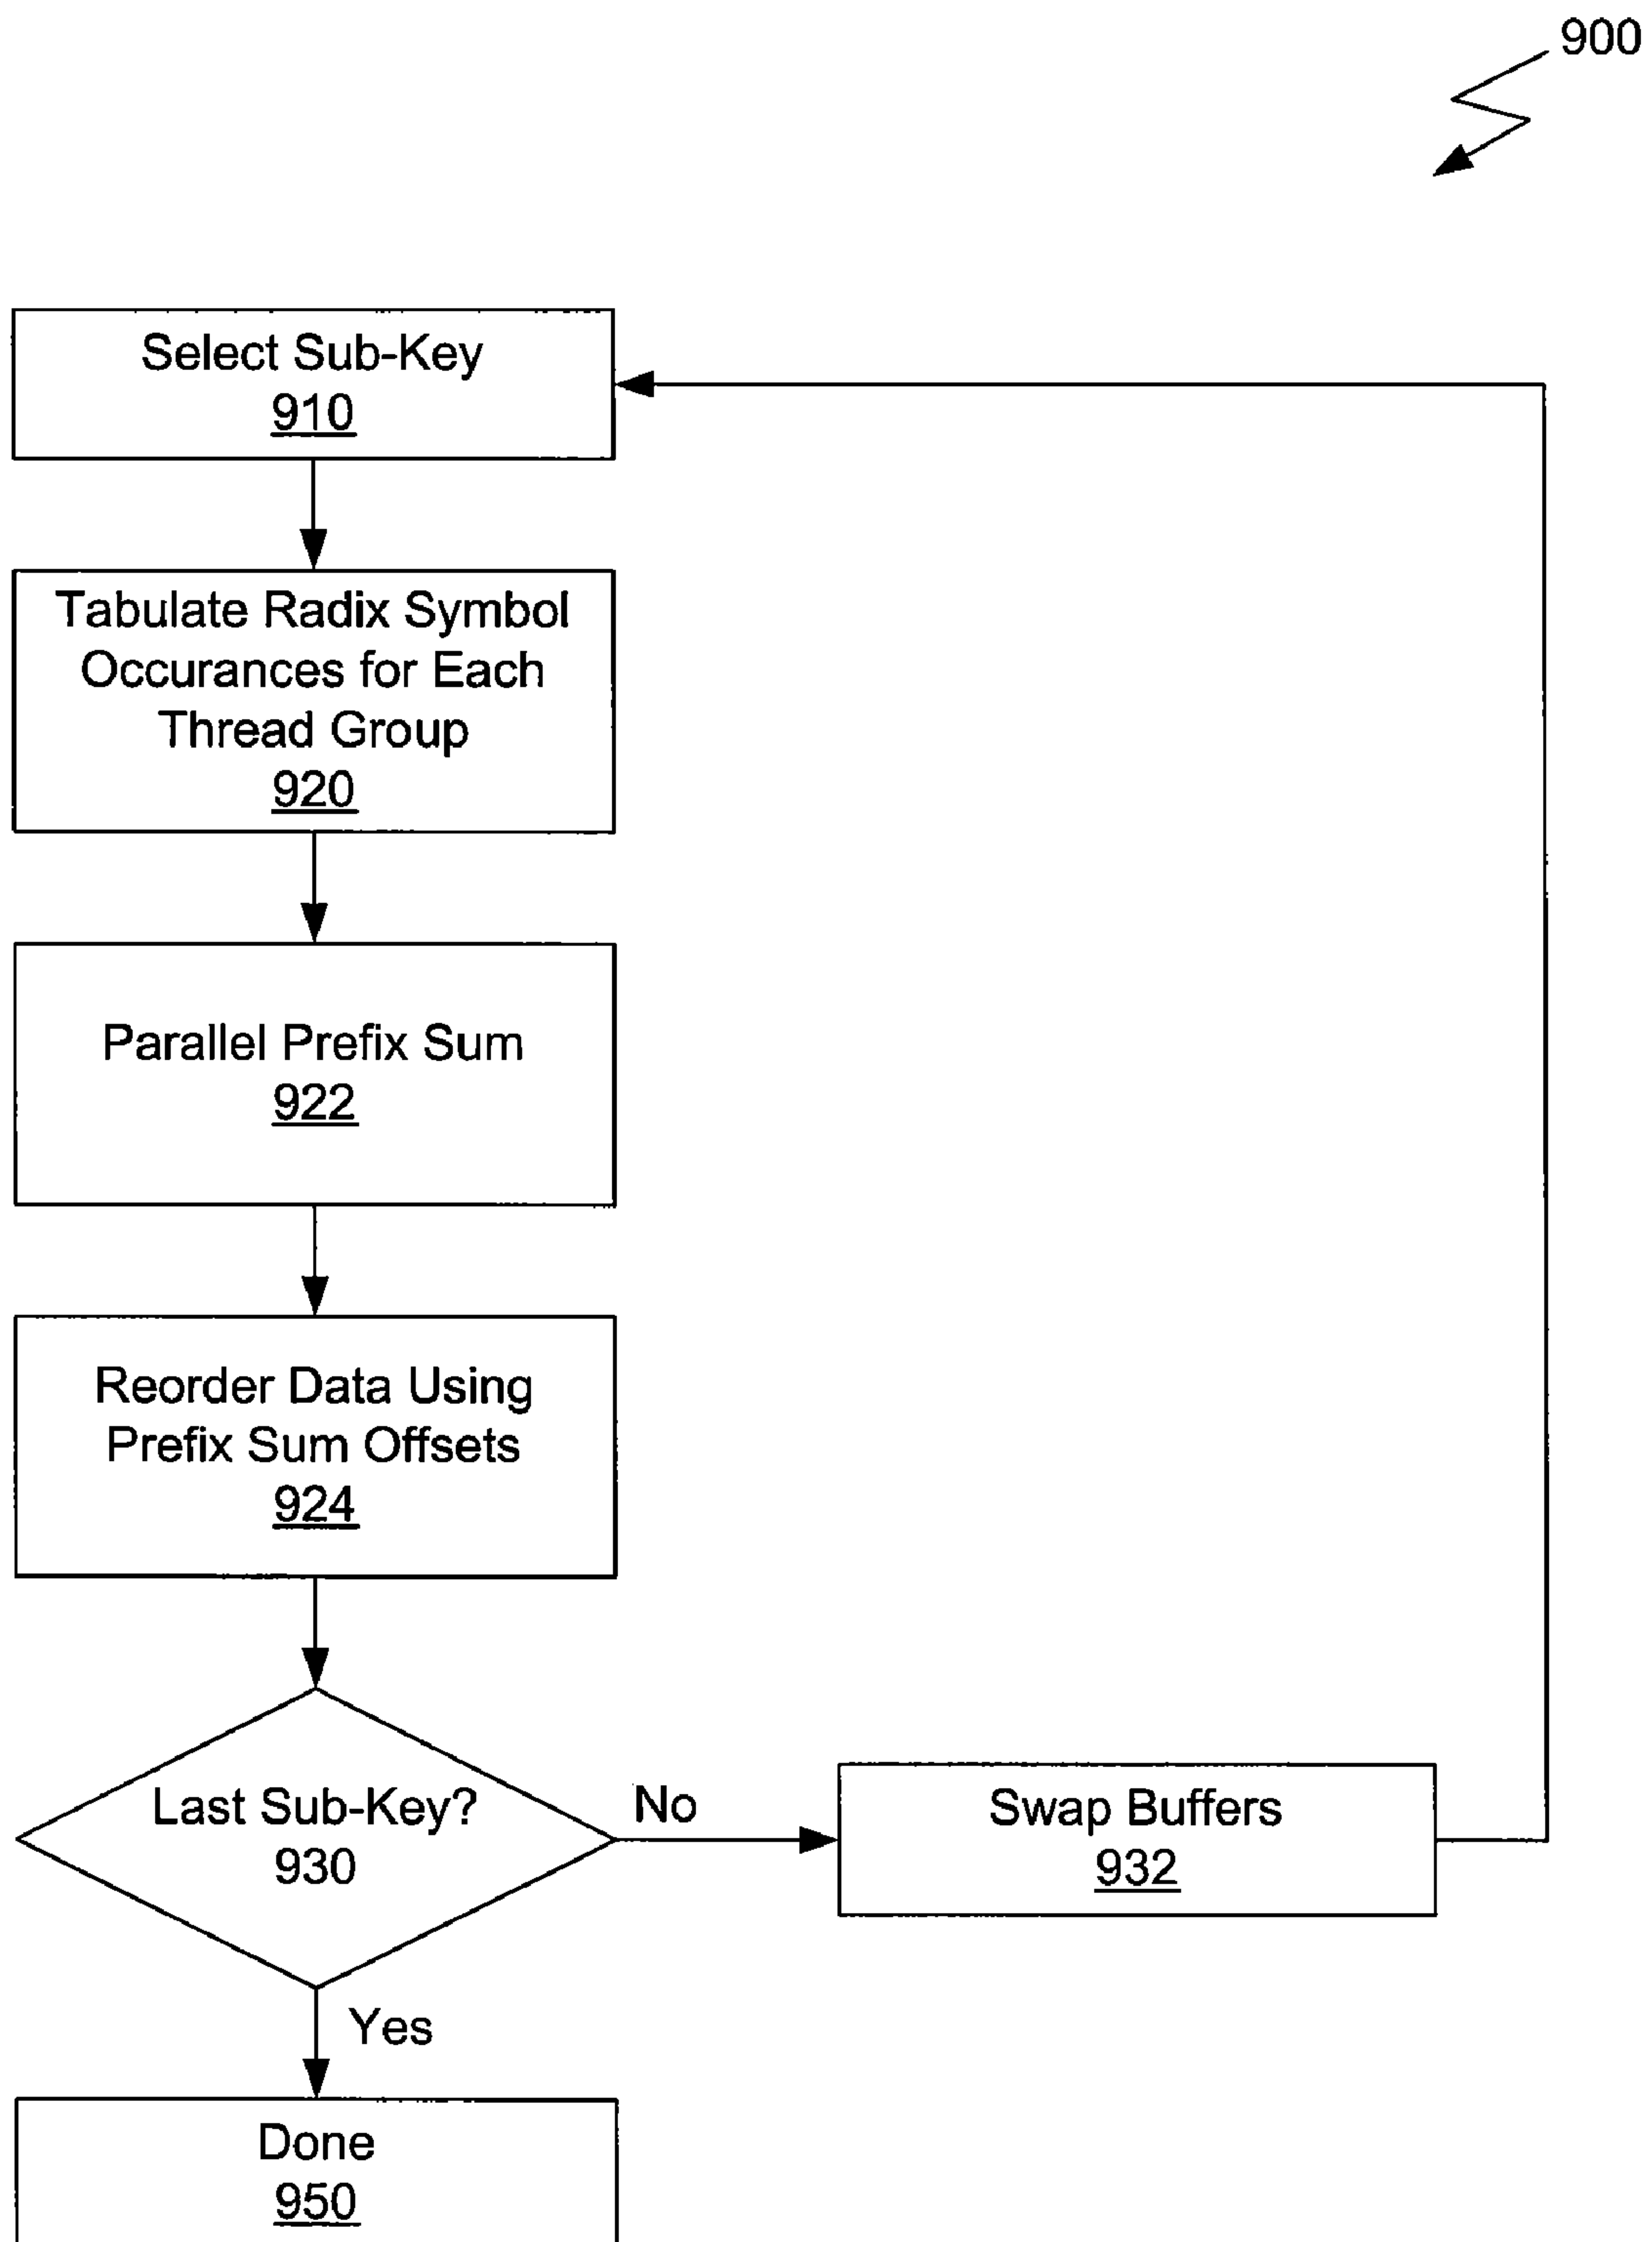 900
Select Sub-Key
910
Tabulate Radix Symbol
Occurances for Each
Thread Group
920
Parallel Prefix Sum
922
Reorder Data Using
Prefix Sum Offsets
924
Last Sub-Key?
930
No
Swap Buffers
932
Yes
Done
950